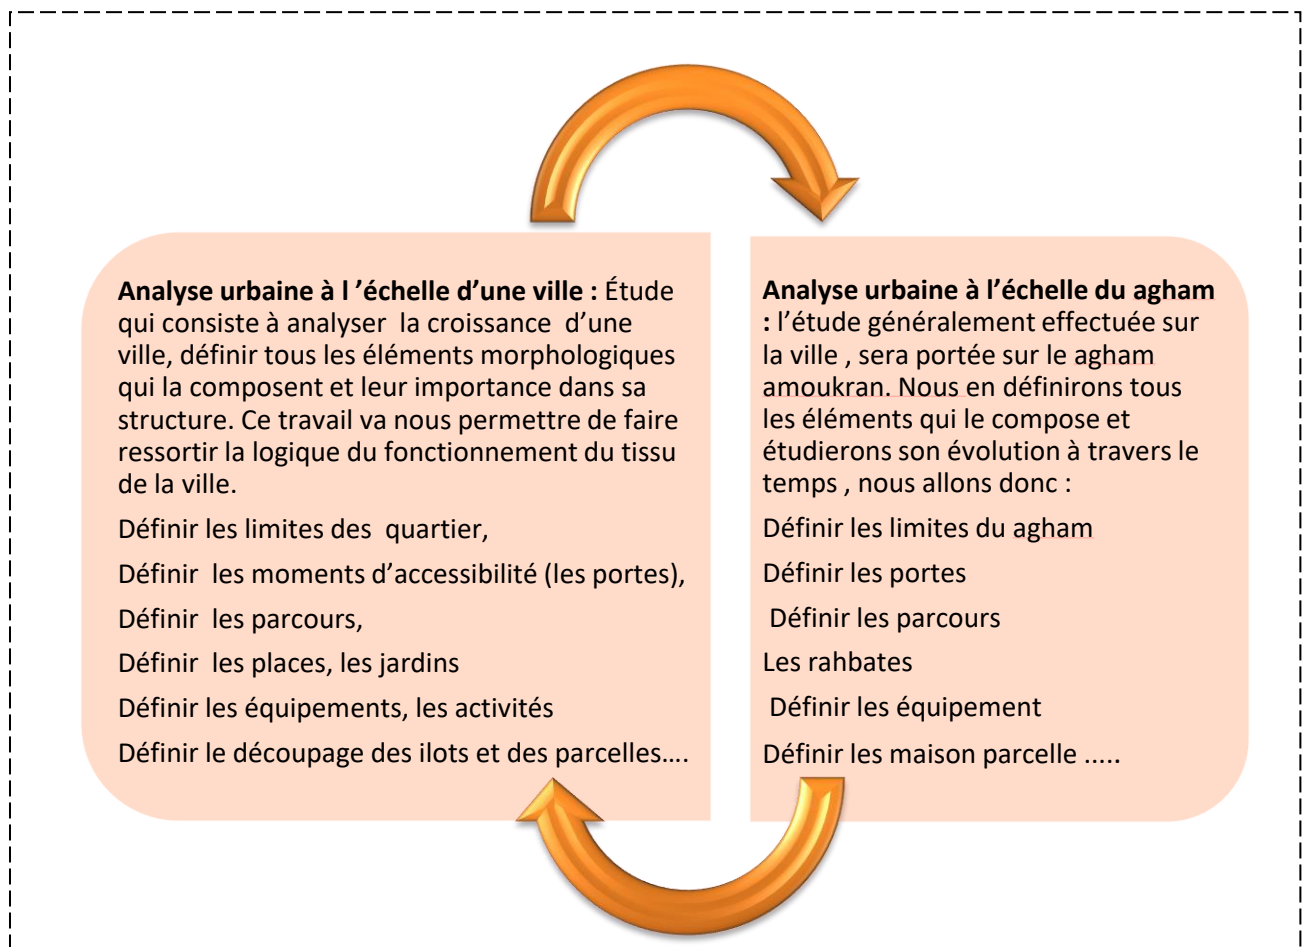 Analyse urbaine à l ’échelle d’une ville : Étude
qui consiste à analyser  la croissance  d’une
ville, définir tous les éléments morphologiques
qui la composent et leur importance dans sa
structure. Ce travail va nous permettre de faire
ressortir la logique du fonctionnement du tissu
de la ville.
Définir les limites des  quartier,
Définir  les moments d’accessibilité (les portes),
Définir  les parcours,
Définir  les places, les jardins
Définir les équipements, les activités
Définir le découpage des ilots et des parcelles….
Analyse urbaine à l’échelle du agham
: l’étude généralement effectuée sur
la ville , sera portée sur le agham
amoukran. Nous en définirons tous
les éléments qui le compose et
étudierons son évolution à travers le
temps , nous allons donc :
Définir les limites du agham
Définir les portes
Définir les parcours
Les rahbates
Définir les équipement
Définir les maison parcelle .....